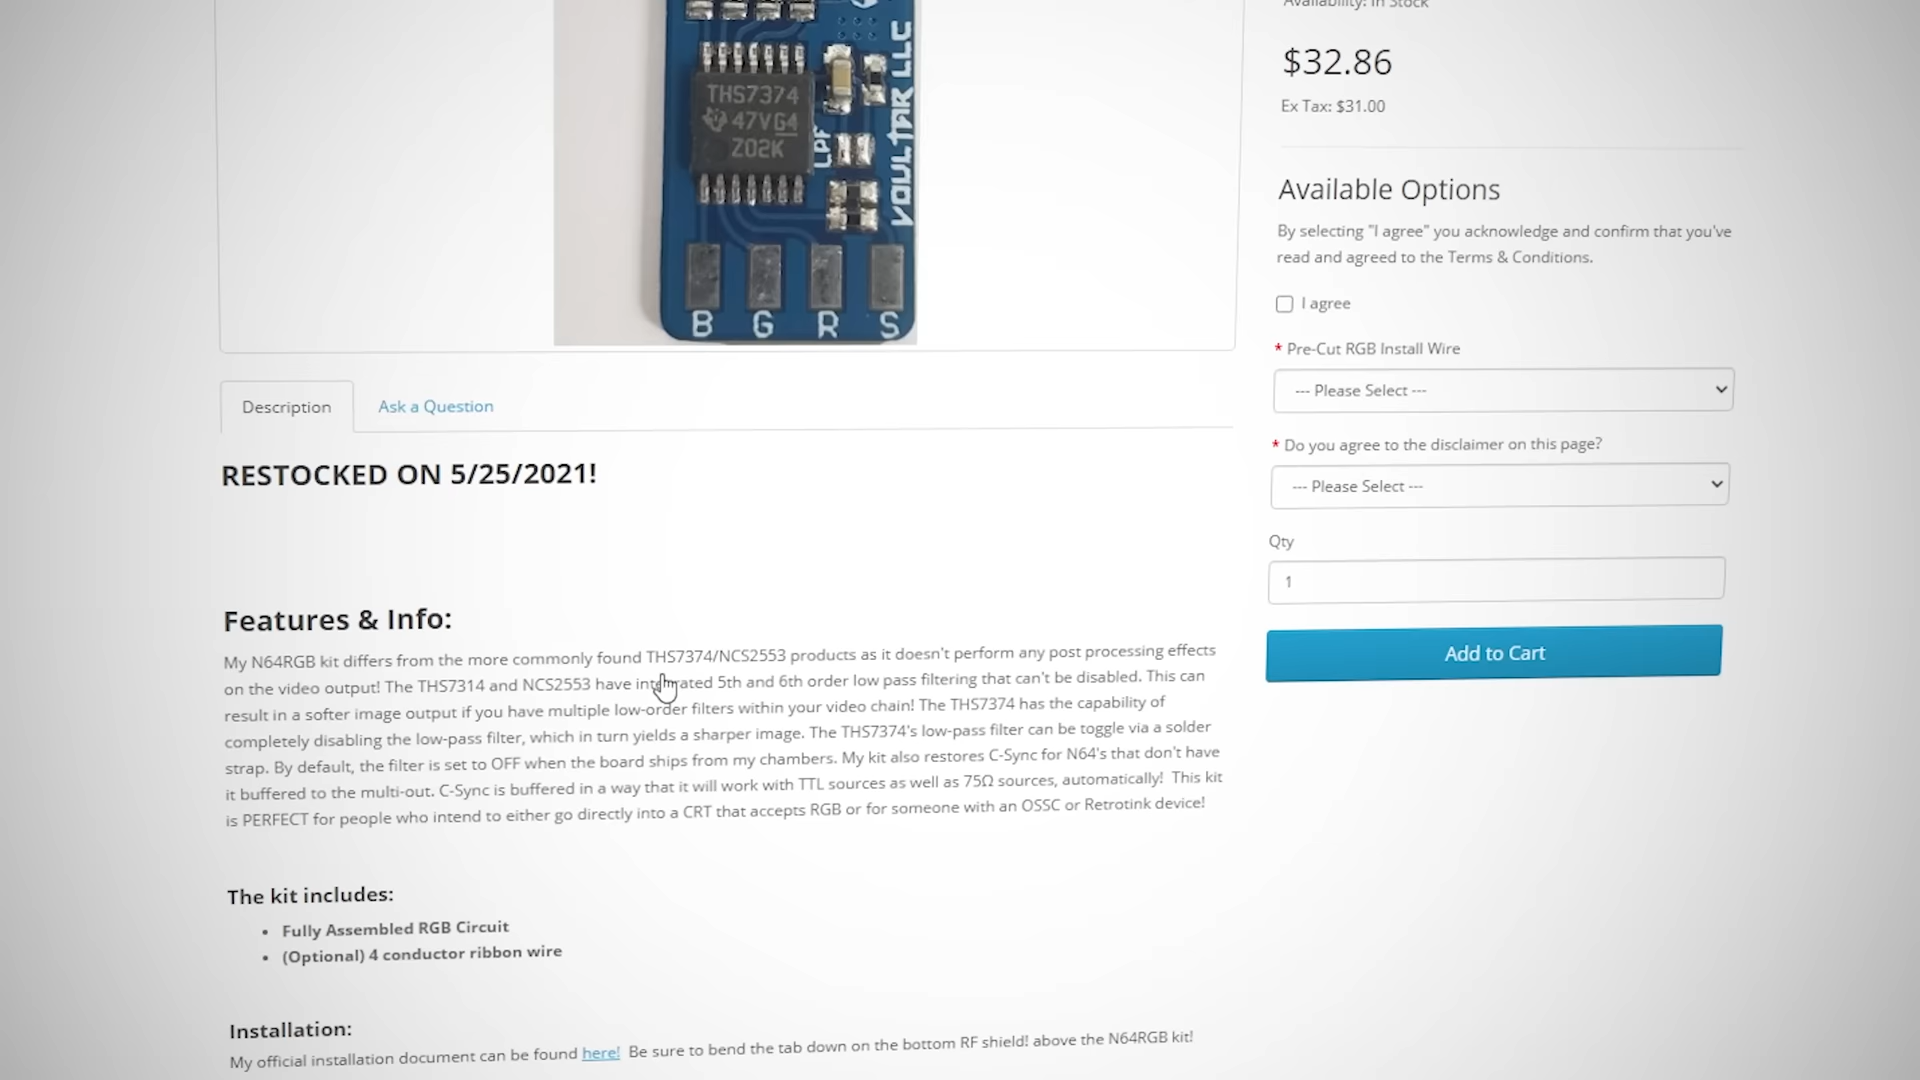 Availability: In Stock
$32.86
Ex Tax: $31.00
THS7374
47VG4
Z02K
LPF
VOULTAR LLC
B G R S
Available Options
By selecting "I agree" you acknowledge and confirm that you've
read and agreed to the Terms & Conditions.
I agree
* Pre-Cut RGB Install Wire
--- Please Select ---
* Do you agree to the disclaimer on this page?
--- Please Select ---
Qty
1
Add to Cart
Description
Ask a Question
RESTOCKED ON 5/25/2021!
Features & Info:
My N64RGB kit differs from the more commonly found THS7374/NCS2553 products as it doesn't perform any post processing effects
on the video output! The THS7314 and NCS2553 have integrated 5th and 6th order low pass filtering that can't be disabled. This can
result in a softer image output if you have multiple low-order filters within your video chain! The THS7374 has the capability of
completely disabling the low-pass filter, which in turn yields a sharper image. The THS7374's low-pass filter can be toggle via a solder
strap. By default, the filter is set to OFF when the board ships from my chambers. My kit also restores C-Sync for N64's that don't have
it buffered to the multi-out. C-Sync is buffered in a way that it will work with TTL sources as well as 75Ω sources, automatically! This kit
is PERFECT for people who intend to either go directly into a CRT that accepts RGB or for someone with an OSSC or Retrotink device!
The kit includes:
• Fully Assembled RGB Circuit
• (Optional) 4 conductor ribbon wire
Installation:
My official installation document can be found here! Be sure to bend the tab down on the bottom RF shield! above the N64RGB kit!